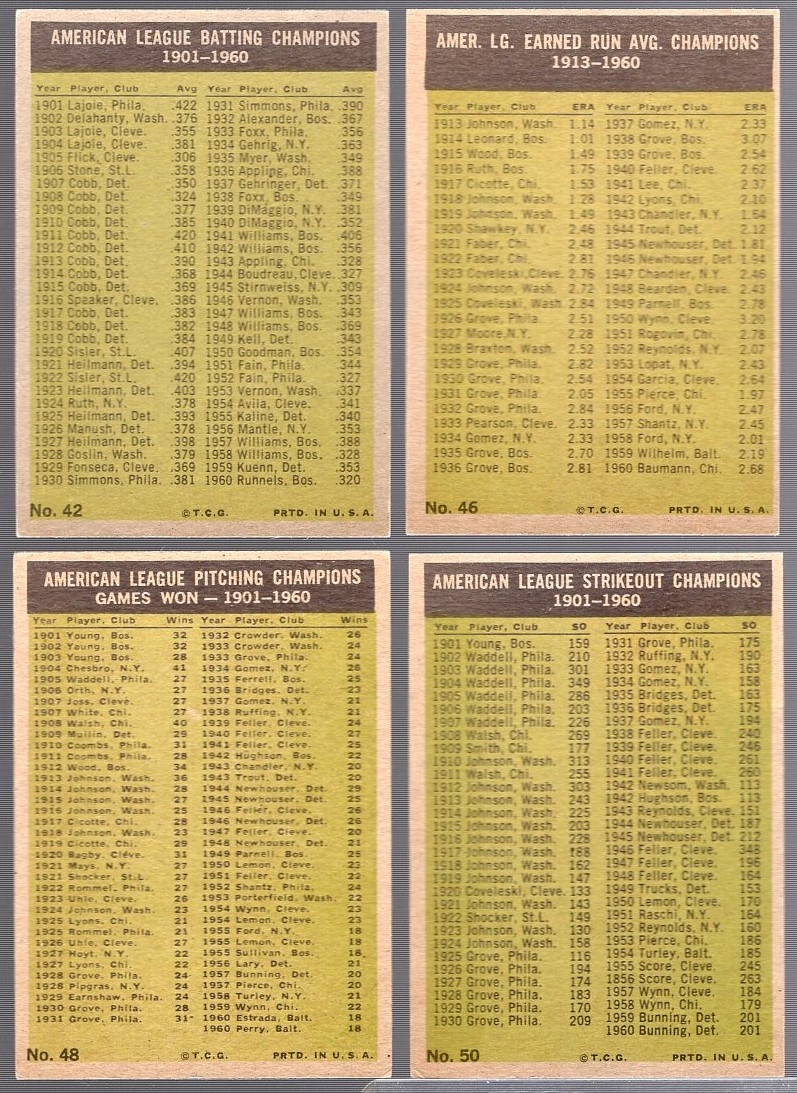 AMERICAN LEAGUE BATTING CHAMPIONS
1901–1960
Year Player, Club Avg Year Player, Club Avg
1901 Lajoie, Phila. .422 1931 Simmons, Phila. .390
1902 Delahanty, Wash. .376 1932 Alexander, Bos. .367
1903 Lajoie, Cleve. .355 1933 Foxx, Phila. .356
1904 Lajoie, Cleve. .381 1934 Gehrig, N.Y. .363
1905 Flick, Cleve. .306 1935 Myer, Wash. .349
1906 Stone, St.L. .358 1936 Appling, Chi. .388
1907 Cobb, Det. .350 1937 Gehringer, Det. .371
1908 Cobb, Det. .324 1938 Foxx, Bos. .349
1909 Cobb, Det. .377 1939 DiMaggio, N.Y. .381
1910 Cobb, Det. .385 1940 DiMaggio, N.Y. .352
1911 Cobb, Det. .420 1941 Williams, Bos. .406
1912 Cobb, Det. .410 1942 Williams, Bos. .356
1913 Cobb, Det. .390 1943 Appling, Chi. .328
1914 Cobb, Det. .368 1944 Boudreau, Cleve. .327
1915 Cobb, Det. .369 1945 Stirnweiss, N.Y. .309
1916 Speaker, Cleve. .386 1946 Vernon, Wash. .353
1917 Cobb, Det. .383 1947 Williams, Bos. .343
1918 Cobb, Det. .382 1948 Williams, Bos. .369
1919 Cobb, Det. .384 1949 Kell, Det. .343
1920 Sisler, St.L. .407 1950 Goodman, Bos. .354
1921 Heilmann, Det. .394 1951 Fain, Phila. .344
1922 Sisler, St.L. .420 1952 Fain, Phila. .327
1923 Heilmann, Det. .403 1953 Vernon, Wash. .337
1924 Ruth, N.Y. .378 1954 Avila, Cleve. .341
1925 Heilmann, Det. .393 1955 Kaline, Det. .340
1926 Manush, Det. .378 1956 Mantle, N.Y. .353
1927 Heilmann, Det. .398 1957 Williams, Bos. .388
1928 Goslin, Wash. .379 1958 Williams, Bos. .328
1929 Fonseca, Cleve. .369 1959 Kuenn, Det. .353
1930 Simmons, Phila. .381 1960 Runnels, Bos. .320
No. 42 ©T.C.G. PRTD. IN U.S.A.
AMER. LG. EARNED RUN AVG. CHAMPIONS
1913–1960
Year Player, Club ERA Year Player, Club ERA
1913 Johnson, Wash. 1.14 1937 Gomez, N.Y. 2.33
1914 Leonard, Bos. 1.01 1938 Grove, Bos. 3.07
1915 Wood, Bos. 1.49 1939 Grove, Bos. 2.54
1916 Ruth, Bos. 1.75 1940 Feller, Cleve. 2.62
1917 Cicotte, Chi. 1.53 1941 Lee, Chi. 2.37
1918 Johnson, Wash. 1.28 1942 Lyons, Chi. 2.10
1919 Johnson, Wash. 1.49 1943 Chandler, N.Y. 1.64
1920 Shawkey, N.Y. 2.46 1944 Trout, Det. 2.12
1921 Faber, Chi. 2.48 1945 Newhouser, Det. 1.81
1922 Faber, Chi. 2.81 1946 Newhouser, Det. 1.94
1923 Coveleski, Cleve. 2.76 1947 Chandler, N.Y. 2.46
1924 Johnson, Wash. 2.72 1948 Bearden, Cleve. 2.43
1925 Coveleski, Wash. 2.84 1949 Parnell, Bos. 2.78
1926 Grove, Phila. 2.51 1950 Wynn, Cleve. 3.20
1927 Moore, N.Y. 2.28 1951 Rogovin, Chi. 2.78
1928 Braxton, Wash. 2.52 1952 Reynolds, N.Y. 2.07
1929 Grove, Phila. 2.82 1953 Lopat, N.Y. 2.43
1930 Grove, Phila. 2.54 1954 Garcia, Cleve. 2.64
1931 Grove, Phila. 2.05 1955 Pierce, Chi. 1.97
1932 Grove, Phila. 2.84 1956 Ford, N.Y. 2.47
1933 Pearson, Cleve. 2.33 1957 Shantz, N.Y. 2.45
1934 Gomez, N.Y. 2.33 1958 Ford, N.Y. 2.01
1935 Grove, Bos. 2.70 1959 Wilhelm, Balt. 2.19
1936 Grove, Bos. 2.81 1960 Baumann, Chi. 2.68
No. 46 ©T.C.G. PRTD. IN U.S.A.
AMERICAN LEAGUE PITCHING CHAMPIONS
GAMES WON — 1901–1960
Year Player, Club Wins Year Player, Club Wins
1901 Young, Bos. 32 1932 Crowder, Wash. 26
1902 Young, Bos. 32 1933 Crowder, Wash. 24
1903 Young, Bos. 28 1933 Grove, Phila. 24
1904 Chesbro, N.Y. 41 1934 Gomez, N.Y. 26
1905 Waddell, Phila. 27 1935 Ferrell, Bos. 25
1906 Orth, N.Y. 27 1936 Bridges, Det. 23
1907 Joss, Cleve. 27 1937 Gomez, N.Y. 21
1907 White, Chi. 27 1938 Ruffing, N.Y. 21
1908 Walsh, Chi. 40 1939 Feller, Cleve. 24
1909 Mullin, Det. 29 1940 Feller, Cleve. 27
1910 Coombs, Phila. 31 1941 Feller, Cleve. 25
1911 Coombs, Phila. 28 1942 Hughson, Bos. 22
1912 Wood, Bos. 34 1943 Chandler, N.Y. 20
1913 Johnson, Wash. 36 1943 Trout, Det. 20
1914 Johnson, Wash. 28 1944 Newhouser, Det. 29
1915 Johnson, Wash. 27 1945 Newhouser, Det. 25
1916 Johnson, Wash. 25 1946 Feller, Cleve. 26
1917 Cicotte, Chi. 28 1946 Newhouser, Det. 26
1918 Johnson, Wash. 23 1947 Feller, Cleve. 20
1919 Cicotte, Chi. 29 1948 Newhouser, Det. 21
1920 Bagby, Cleve. 31 1949 Parnell, Bos. 25
1921 Mays, N.Y. 27 1950 Lemon, Cleve. 23
1921 Shocker, St.L. 27 1951 Feller, Cleve. 22
1922 Rommel, Phila. 27 1952 Shantz, Phila. 24
1923 Uhle, Cleve. 26 1953 Porterfield, Wash. 22
1924 Johnson, Wash. 23 1954 Wynn, Cleve. 23
1925 Lyons, Chi. 21 1954 Lemon, Cleve. 23
1925 Rommel, Phila. 21 1955 Ford, N.Y. 18
1926 Uhle, Cleve. 27 1955 Lemon, Cleve. 18
1927 Hoyt, N.Y. 22 1955 Sullivan, Bos. 18
1927 Lyons, Chi. 22 1956 Lary, Det. 21
1928 Grove, Phila. 24 1957 Bunning, Det. 20
1928 Pipgras, N.Y. 24 1957 Pierce, Chi. 20
1929 Earnshaw, Phila. 24 1958 Turley, N.Y. 21
1930 Grove, Phila. 28 1959 Wynn, Chi. 22
1931 Grove, Phila. 31 1960 Estrada, Balt. 18
1960 Perry, Balt. 18
No. 48 ©T.C.G. PRTD. IN U.S.A.
AMERICAN LEAGUE STRIKEOUT CHAMPIONS
1901–1960
Year Player, Club SO Year Player, Club SO
1901 Young, Bos. 159 1931 Grove, Phila. 175
1902 Waddell, Phila. 210 1932 Ruffing, N.Y. 190
1903 Waddell, Phila. 301 1933 Gomez, N.Y. 163
1904 Waddell, Phila. 349 1934 Gomez, N.Y. 158
1905 Waddell, Phila. 286 1935 Bridges, Det. 163
1906 Waddell, Phila. 203 1936 Bridges, Det. 175
1907 Waddell, Phila. 226 1937 Gomez, N.Y. 194
1908 Walsh, Chi. 269 1938 Feller, Cleve. 240
1909 Smith, Chi. 177 1939 Feller, Cleve. 246
1910 Johnson, Wash. 313 1940 Feller, Cleve. 261
1911 Walsh, Chi. 255 1941 Feller, Cleve. 260
1912 Johnson, Wash. 303 1942 Newsom, Wash. 113
1913 Johnson, Wash. 243 1942 Hughson, Bos. 113
1914 Johnson, Wash. 225 1943 Reynolds, Cleve. 151
1915 Johnson, Wash. 203 1944 Newhouser, Det. 187
1916 Johnson, Wash. 228 1945 Newhouser, Det. 212
1917 Johnson, Wash. 188 1946 Feller, Cleve. 348
1918 Johnson, Wash. 162 1947 Feller, Cleve. 196
1919 Johnson, Wash. 147 1948 Feller, Cleve. 164
1920 Coveleski, Cleve. 133 1949 Trucks, Det. 153
1921 Johnson, Wash. 143 1950 Lemon, Cleve. 170
1922 Shocker, St.L. 149 1951 Raschi, N.Y. 164
1923 Johnson, Wash. 130 1952 Reynolds, N.Y. 160
1924 Johnson, Wash. 158 1953 Pierce, Chi. 186
1925 Grove, Phila. 116 1954 Turley, Balt. 185
1926 Grove, Phila. 194 1955 Score, Cleve. 245
1927 Grove, Phila. 174 1856 Score, Cleve. 263
1928 Grove, Phila. 183 1957 Wynn, Cleve. 184
1929 Grove, Phila. 170 1958 Wynn, Chi. 179
1930 Grove, Phila. 209 1959 Bunning, Det. 201
1960 Bunning, Det. 201
No. 50 ©T.C.G. PRTD. IN U.S.A.